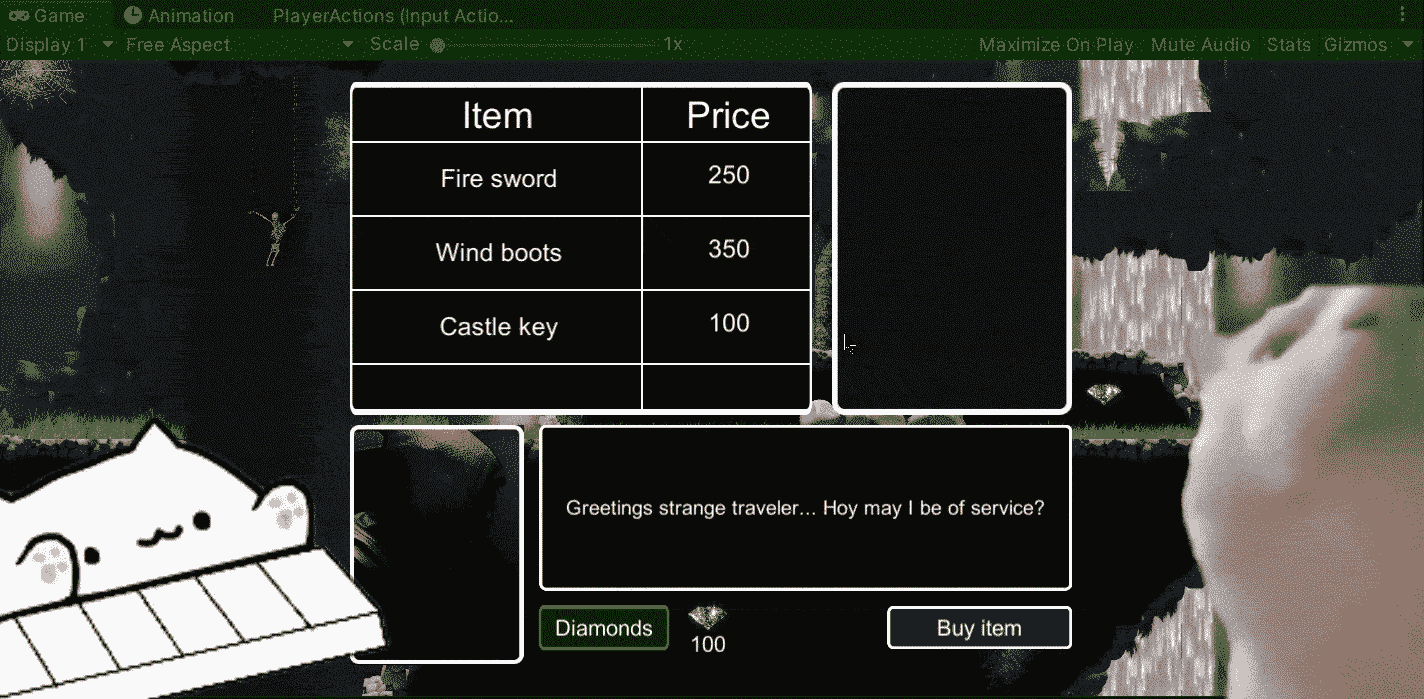 Game Animation PlayerActions (Input Actio...
Display 1 Free Aspect Scale 1x Maximize On Play Mute Audio Stats Gizmos
Item Price
Fire sword 250
Wind boots 350
Castle key 100
Greetings strange traveler... Hoy may I be of service?
Diamonds 100 Buy item